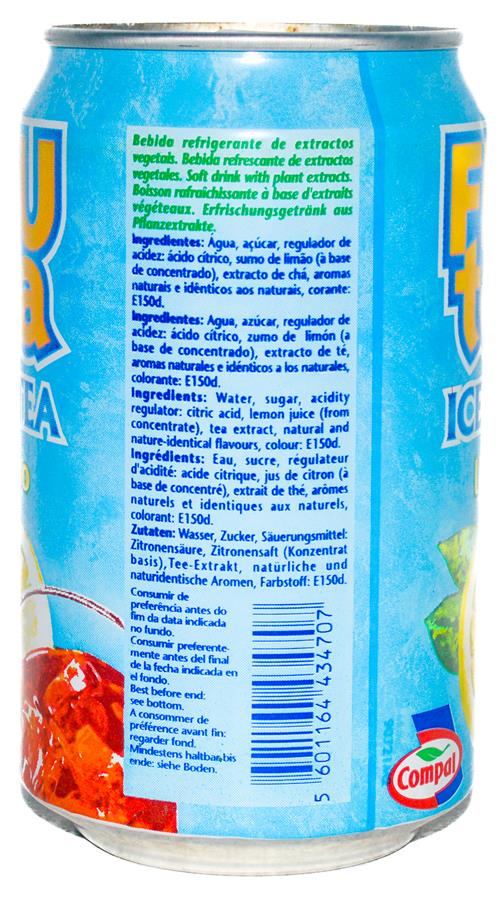 Bebida refrigerante de extractos
vegetais. Bebida refrescante de extractos
vegetales. Soft drink with plant extracts.
Boisson rafraîchissante à base d'extraits
végéteaux. Erfrischungsgetränk aus
Pflanzextrakte.
Ingredientes: Água, açúcar, regulador de
acidez: ácido cítrico, sumo de limão (à base
de concentrado), extracto de chá, aromas
naturais e idênticos aos naturais, corante:
E150d.
Ingredientes: Agua, azúcar, regulador de
acidez: ácido cítrico, zumo de limón (a
base de concentrado), extracto de té,
aromas naturales e idénticos a los naturales,
colorante: E150d.
Ingredients: Water, sugar, acidity
regulator: citric acid, lemon juice (from
concentrate), tea extract, natural and
nature-identical flavours, colour: E150d.
Ingrédients: Eau, sucre, régulateur
d'acidité: acide citrique, jus de citron (à
base de concentré), extrait de thé, arômes
naturels et identiques aux naturels,
colorant: E150d.
Zutaten: Wasser, Zucker, Säuerungsmittel:
Zitronensäure, Zitronensaft (Konzentrat
basis), Tee-Extrakt, natürliche und
naturidentische Aromen, Farbstoff: E150d.
Consumir de
preferência antes do
fim da data indicada
no fundo.
Consumir preferente-
mente antes del final
de la fecha indicada en
el fondo.
Best before end:
see bottom.
A consommer de
préférence avant fin:
regarder fond.
Mindestens haltbar bis
ende: siehe Boden.
5 601164 434707
U
a
TEA
F
t
ICE
Compal